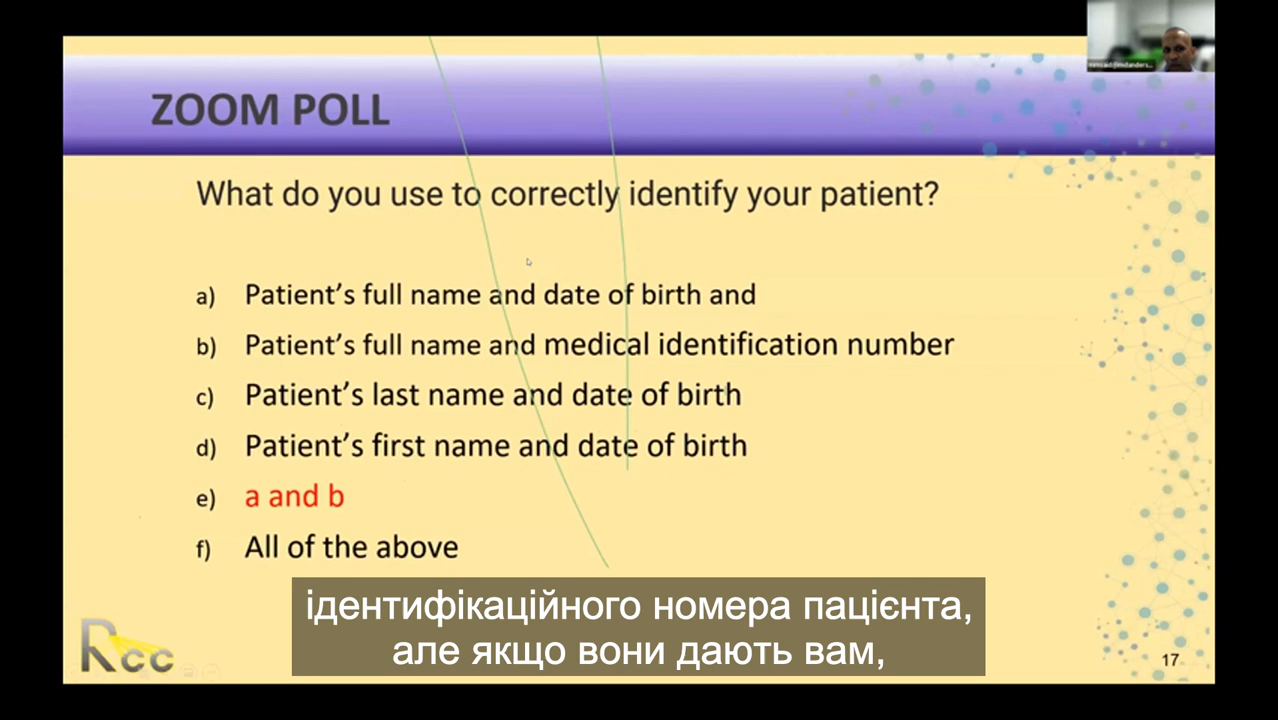 ZOOM POLL
What do you use to correctly identify your patient?
a) Patient's full name and date of birth and
b) Patient's full name and medical identification number
c) Patient's last name and date of birth
d) Patient's first name and date of birth
e) a and b
f) All of the above
ідентифікаційного номера пацієнта,
але якщо вони дають вам,
Rcc
17